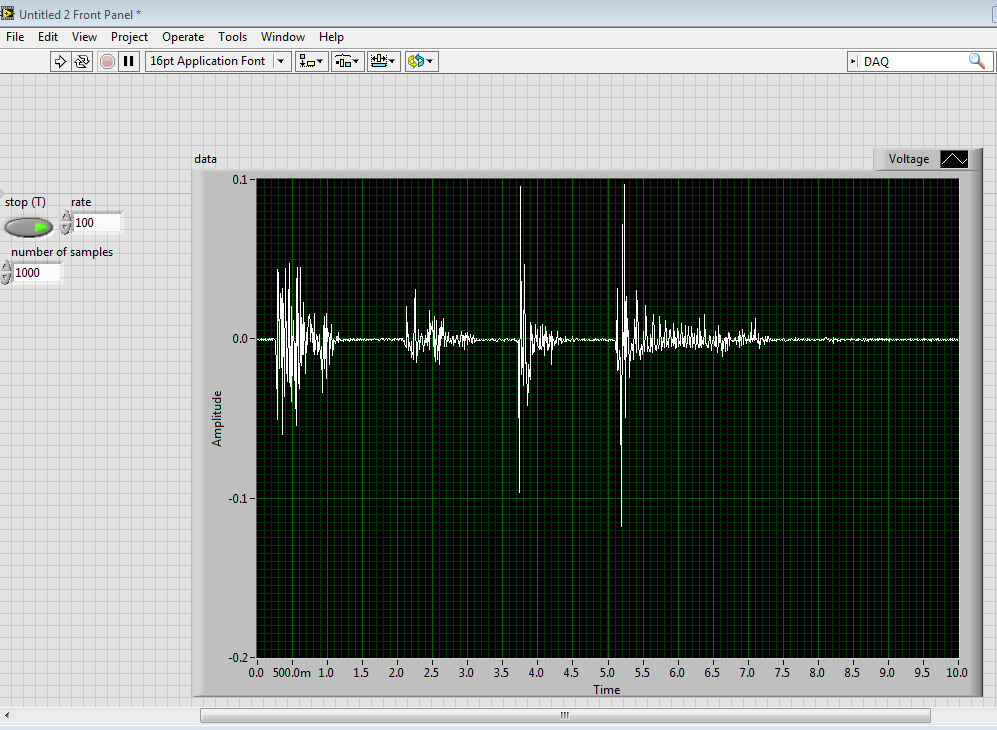 Untitled 2 Front Panel *
File Edit View Project Operate Tools Window Help
16pt Application Font
DAQ
data
Voltage
stop (T) rate
100
number of samples
1000
0.1
0.0
-0.1
-0.2
Amplitude
0.0 500.0m 1.0 1.5 2.0 2.5 3.0 3.5 4.0 4.5 5.0 5.5 6.0 6.5 7.0 7.5 8.0 8.5 9.0 9.5 10.0
Time